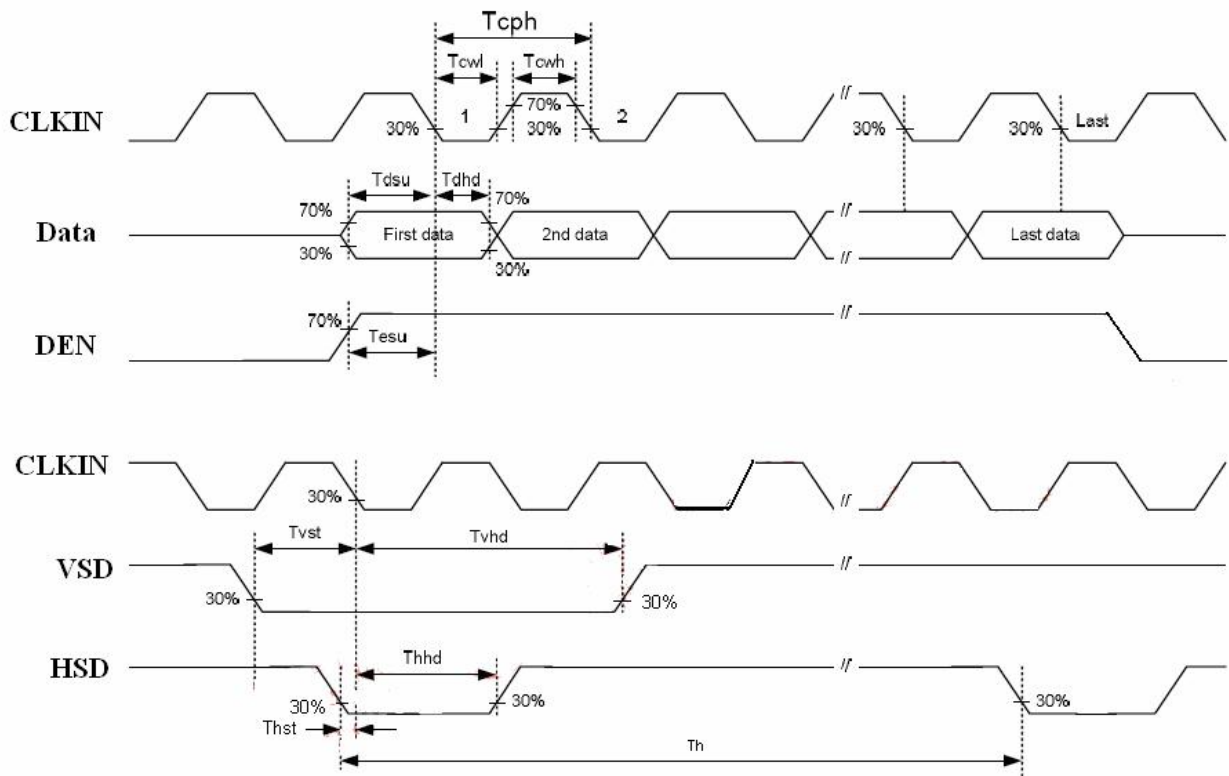 Tcph
Tcwl Tcwh
CLKIN 30% 1 70% 30% 2 // 30% 30% Last
Tdsu Tdhd
70% 70%
Data First data 2nd data // // Last data
30% 30%
70% //
DEN Tesu
CLKIN 30% //
Tvst Tvhd
VSD //
30% 30%
HSD Thhd //
30% 30% 30%
Thst
Th